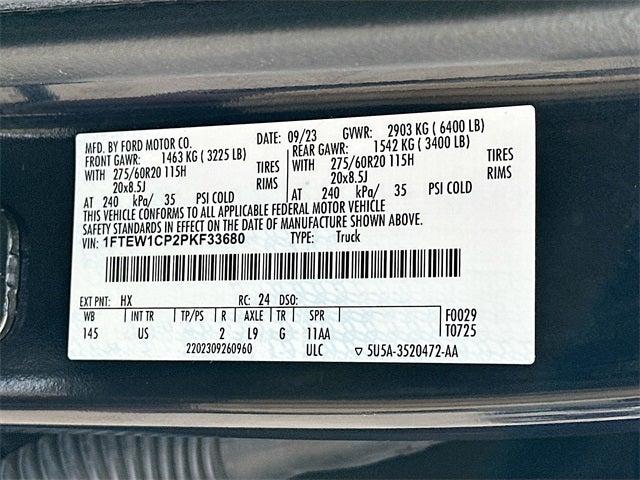 MFD. BY FORD MOTOR CO. DATE: 09/23 GVWR: 2903 KG ( 6400 LB)
FRONT GAWR: 1463 KG ( 3225 LB) REAR GAWR: 1542 KG ( 3400 LB)
WITH 275/60R20 115H TIRES WITH 275/60R20 115H TIRES
20x8.5J RIMS 20x8.5J RIMS
AT 240 kPa/ 35 PSI COLD AT 240 kPa/ 35 PSI COLD
THIS VEHICLE CONFORMS TO ALL APPLICABLE FEDERAL MOTOR VEHICLE
SAFETY STANDARDS IN EFFECT ON THE DATE OF MANUFACTURE SHOWN ABOVE.
VIN: 1FTEW1CP2PKF33680 TYPE: Truck
EXT PNT: HX RC: 24 DSO:
WB INT TR TP/PS R AXLE TR SPR F0029
145 US 2 L9 G 11AA T0725
2202309260960 ULC ▽ 5U5A-3520472-AA